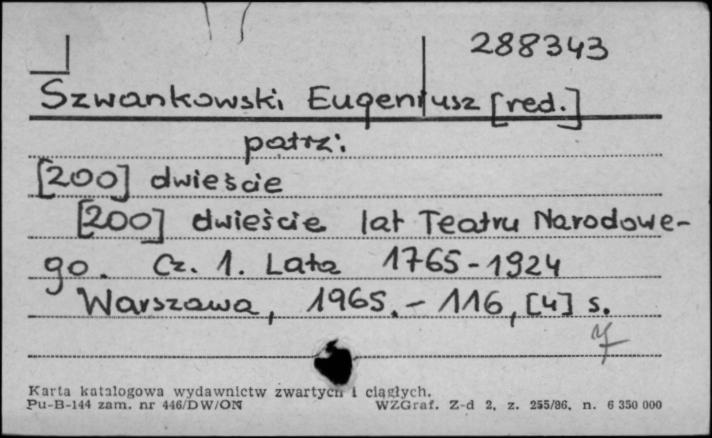 288343
Szwankowski Eugeniusz [red.]
patrz:
[200] dwieście
[200] dwieście lat Teatru Narodowe-
go. Cz. 1. Lata 1765-1924
Warszawa, 1965. - 116, [4] s.
Karta katalogowa wydawnictw zwartych i ciągłych.
Pu-B-144 zam. nr 446/DW/ON WZGraf. Z-d 2, z. 255/86, n. 6 350 000